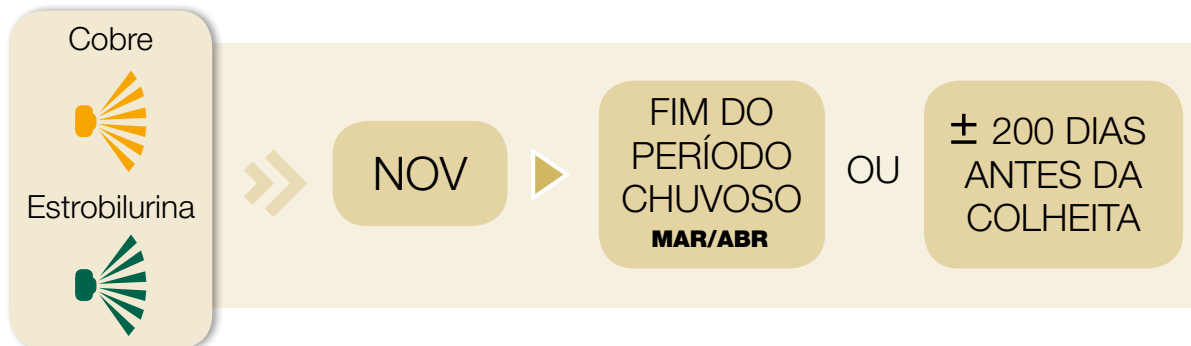 Cobre
Estrobilurina
NOV
FIM DO
PERÍODO
CHUVOSO
MAR/ABR
OU
± 200 DIAS
ANTES DA
COLHEITA